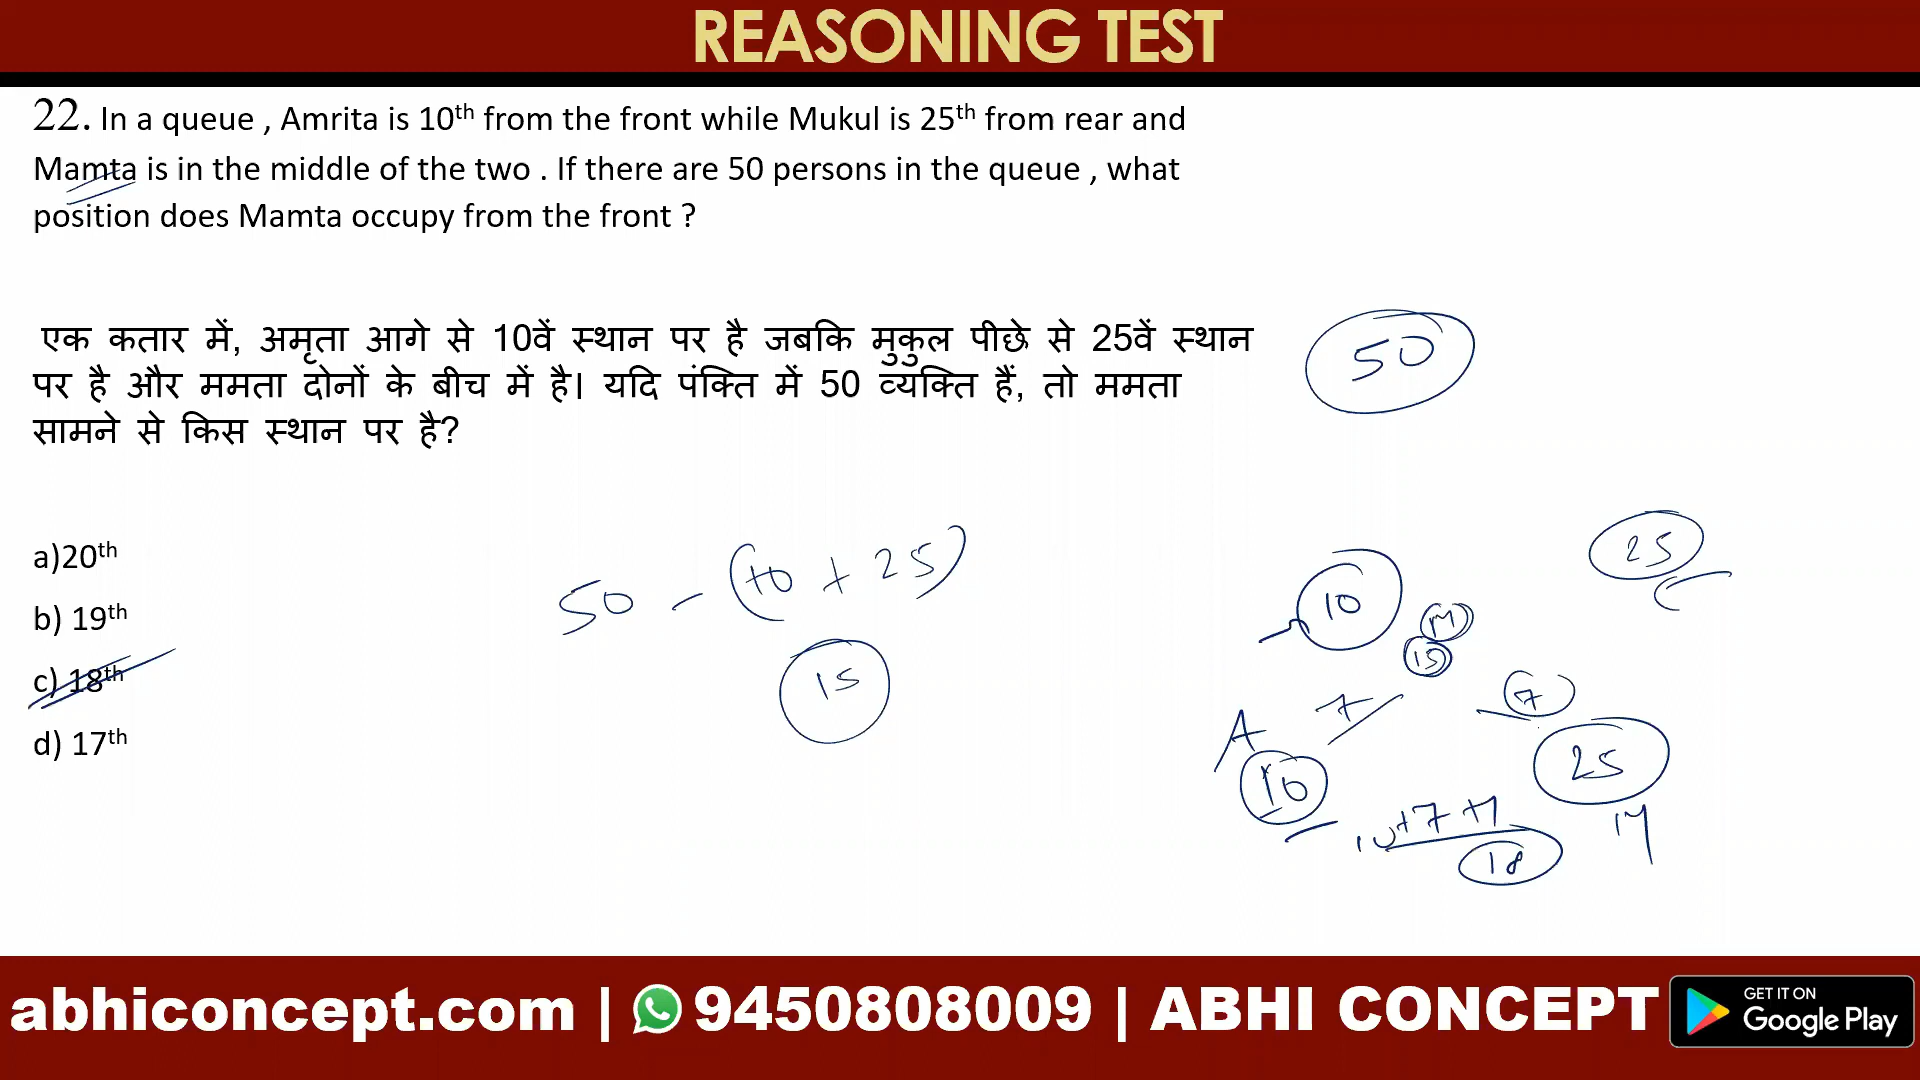 REASONING TEST
22. In a queue , Amrita is 10th from the front while Mukul is 25th from rear and
Mamta is in the middle of the two . If there are 50 persons in the queue , what
position does Mamta occupy from the front ?
एक कतार में, अमृता आगे से 10वें स्थान पर है जबकि मुकुल पीछे से 25वें स्थान
पर है और ममता दोनों के बीच में है। यदि पंक्ति में 50 व्यक्ति हैं, तो ममता
सामने से किस स्थान पर है?
50
a)20th
b) 19th
c) 18th
d) 17th
50 - (10 + 25)
15
25
10
M
15
A 7 7
10 25
10+7+1 M
18
abhiconcept.com | 9450808009 | ABHI CONCEPT
GET IT ON
Google Play